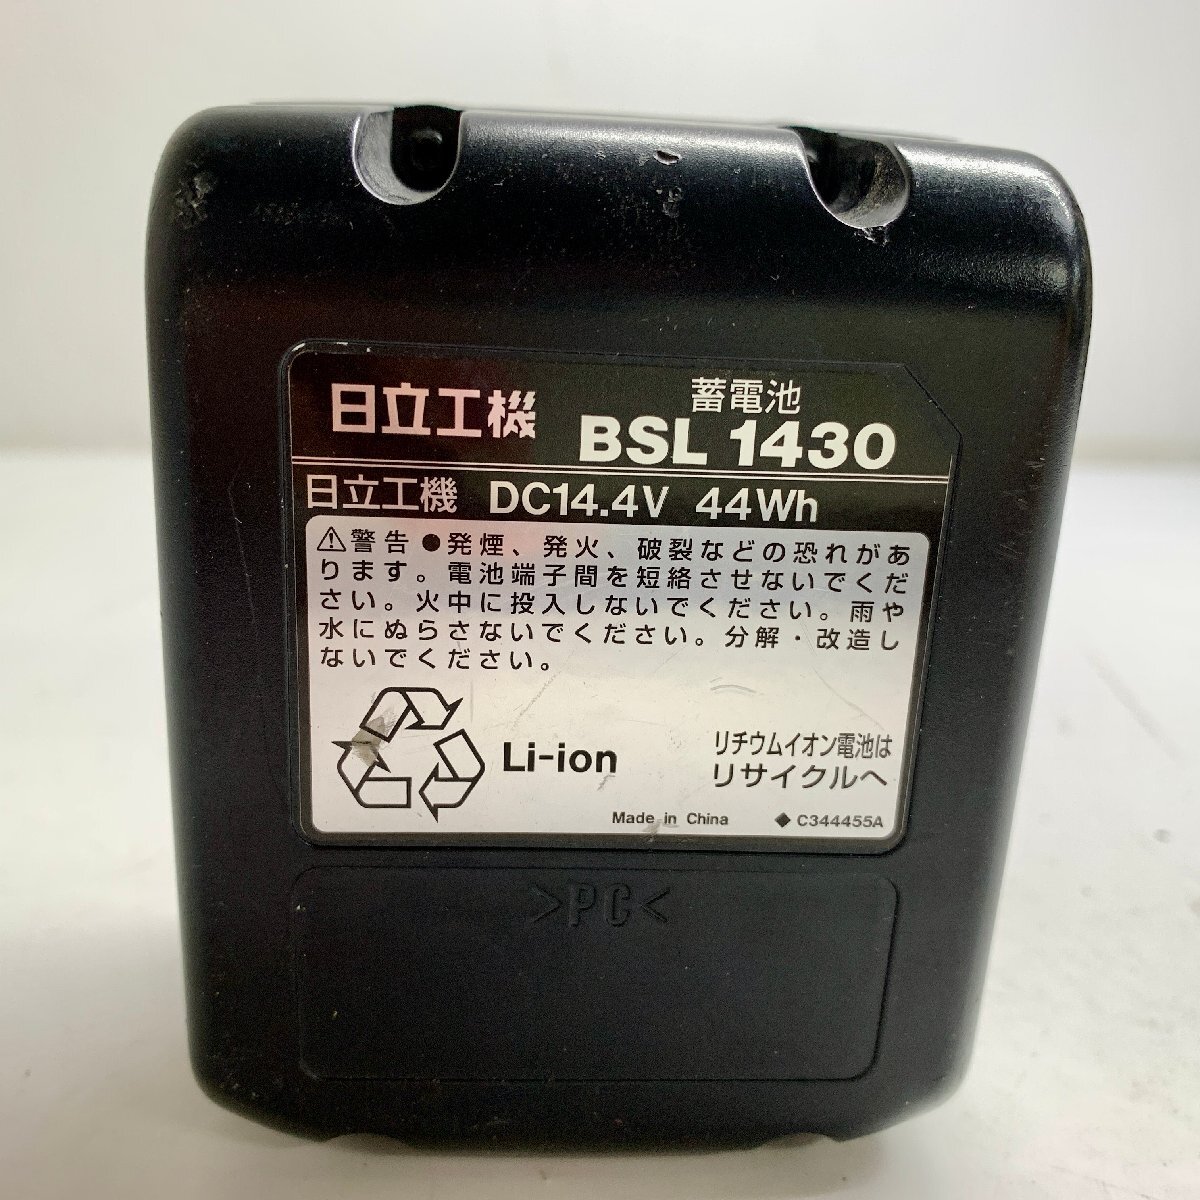 日立工機
蓄電池
BSL 1430
日立工機 DC14.4V 44Wh
⚠警告 ●発煙、発火、破裂などの恐れがあ
ります。電池端子間を短絡させないでくだ
さい。火中に投入しないでください。雨や
水にぬらさないでください。分解・改造し
ないでください。
Li-ion
リチウムイオン電池は
リサイクルへ
Made in China ◆ C344455A
>PC<